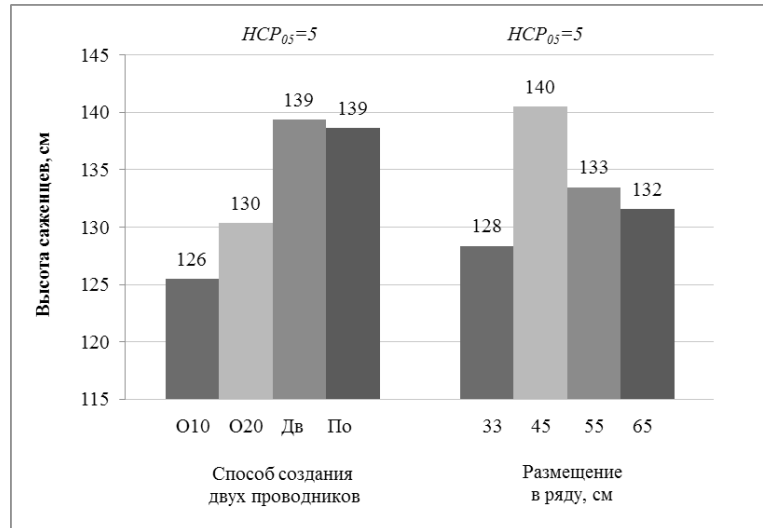 НСР05=5 НСР05=5
145
140
135
130
125
120
115
Высота саженцев, см
126
130
139
139
128
140
133
132
О10 О20 Дв По
33 45 55 65
Способ создания
двух проводников
Размещение
в ряду, см